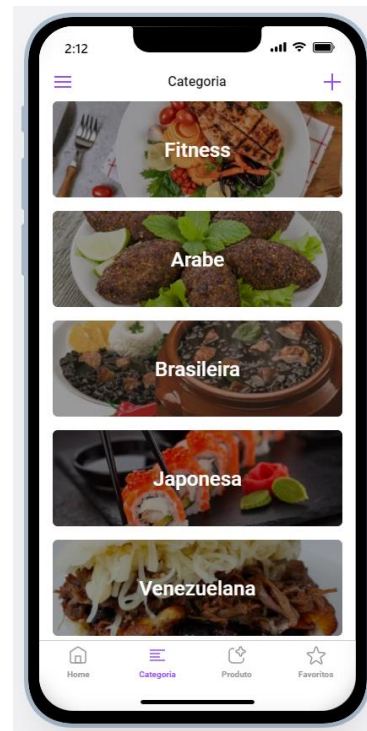 2:12
Categoria
Fitness
Arabe
Brasileira
Japonesa
Venezuelana
Home Categoria Produto Favoritos